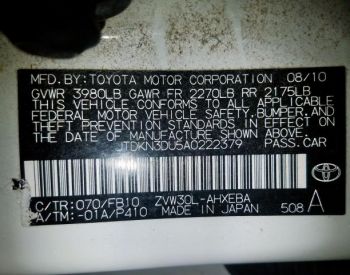 MFD.BY:TOYOTA MOTOR CORPORATION 08/10
GVWR 3980LB GAWR FR 2270LB RR 2175LB
THIS VEHICLE CONFORMS TO ALL APPLICABLE
FEDERAL MOTOR VEHICLE SAFETY,BUMPER,AND
THEFT PREVENTION STANDARDS IN EFFECT ON
THE DATE OF MANUFACTURE SHOWN ABOVE.
JTDKN3DU5A0222379 PASS.CAR
C/TR:070/FB10 ZVW30L-AHXEBA
A/TM:-01A/P410 MADE IN JAPAN 508 A
TOYOTA